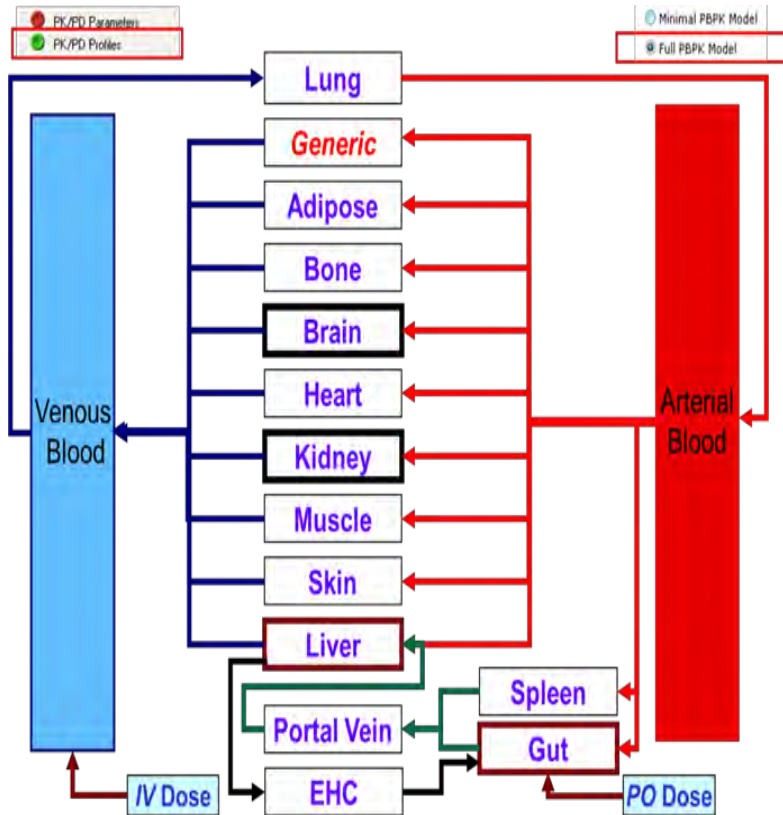 PK/PD Parameters
PK/PD Profiles
Minimal PBPK Model
Full PBPK Model
Lung
Generic
Adipose
Bone
Brain
Heart
Kidney
Muscle
Skin
Liver
Portal Vein
EHC
Spleen
Gut
Venous
Blood
Arterial
Blood
IV Dose
PO Dose